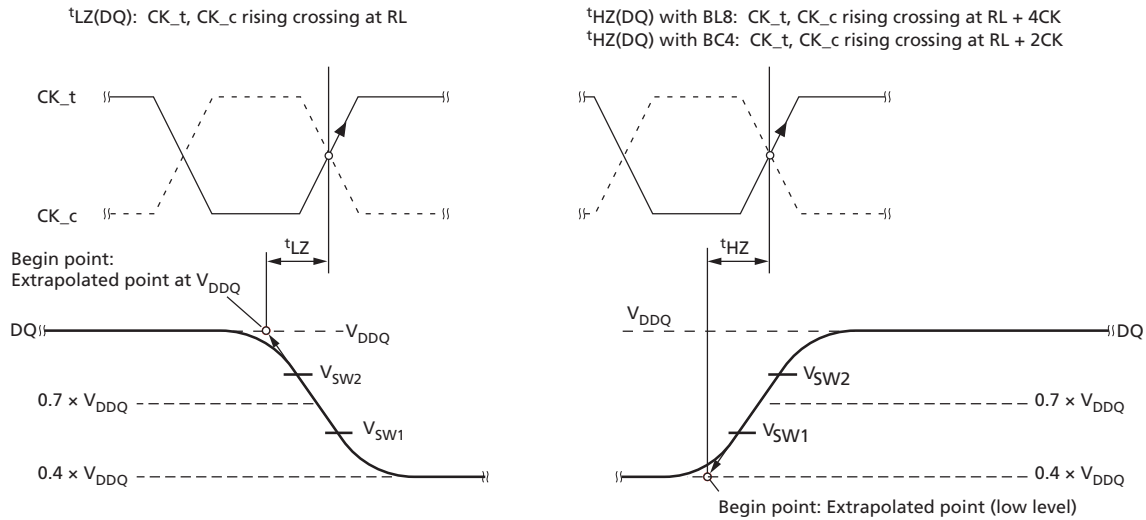 tLZ(DQ): CK_t, CK_c rising crossing at RL
tHZ(DQ) with BL8: CK_t, CK_c rising crossing at RL + 4CK
tHZ(DQ) with BC4: CK_t, CK_c rising crossing at RL + 2CK
CK_t
CK_c
tLZ
Begin point:
Extrapolated point at VDDQ
DQ
VDDQ
VSW2
0.7 × VDDQ
VSW1
0.4 × VDDQ
tHZ
VDDQ
DQ
VSW2
0.7 × VDDQ
VSW1
0.4 × VDDQ
Begin point: Extrapolated point (low level)